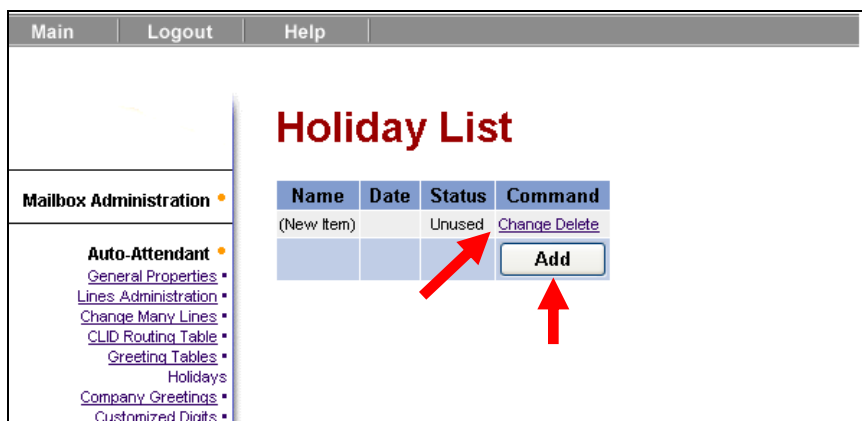 Main Logout Help
Holiday List
Mailbox Administration
Auto-Attendant
General Properties
Lines Administration
Change Many Lines
CLID Routing Table
Greeting Tables
Holidays
Company Greetings
Customized Digits
Name Date Status Command
(New Item) Unused Change Delete
Add